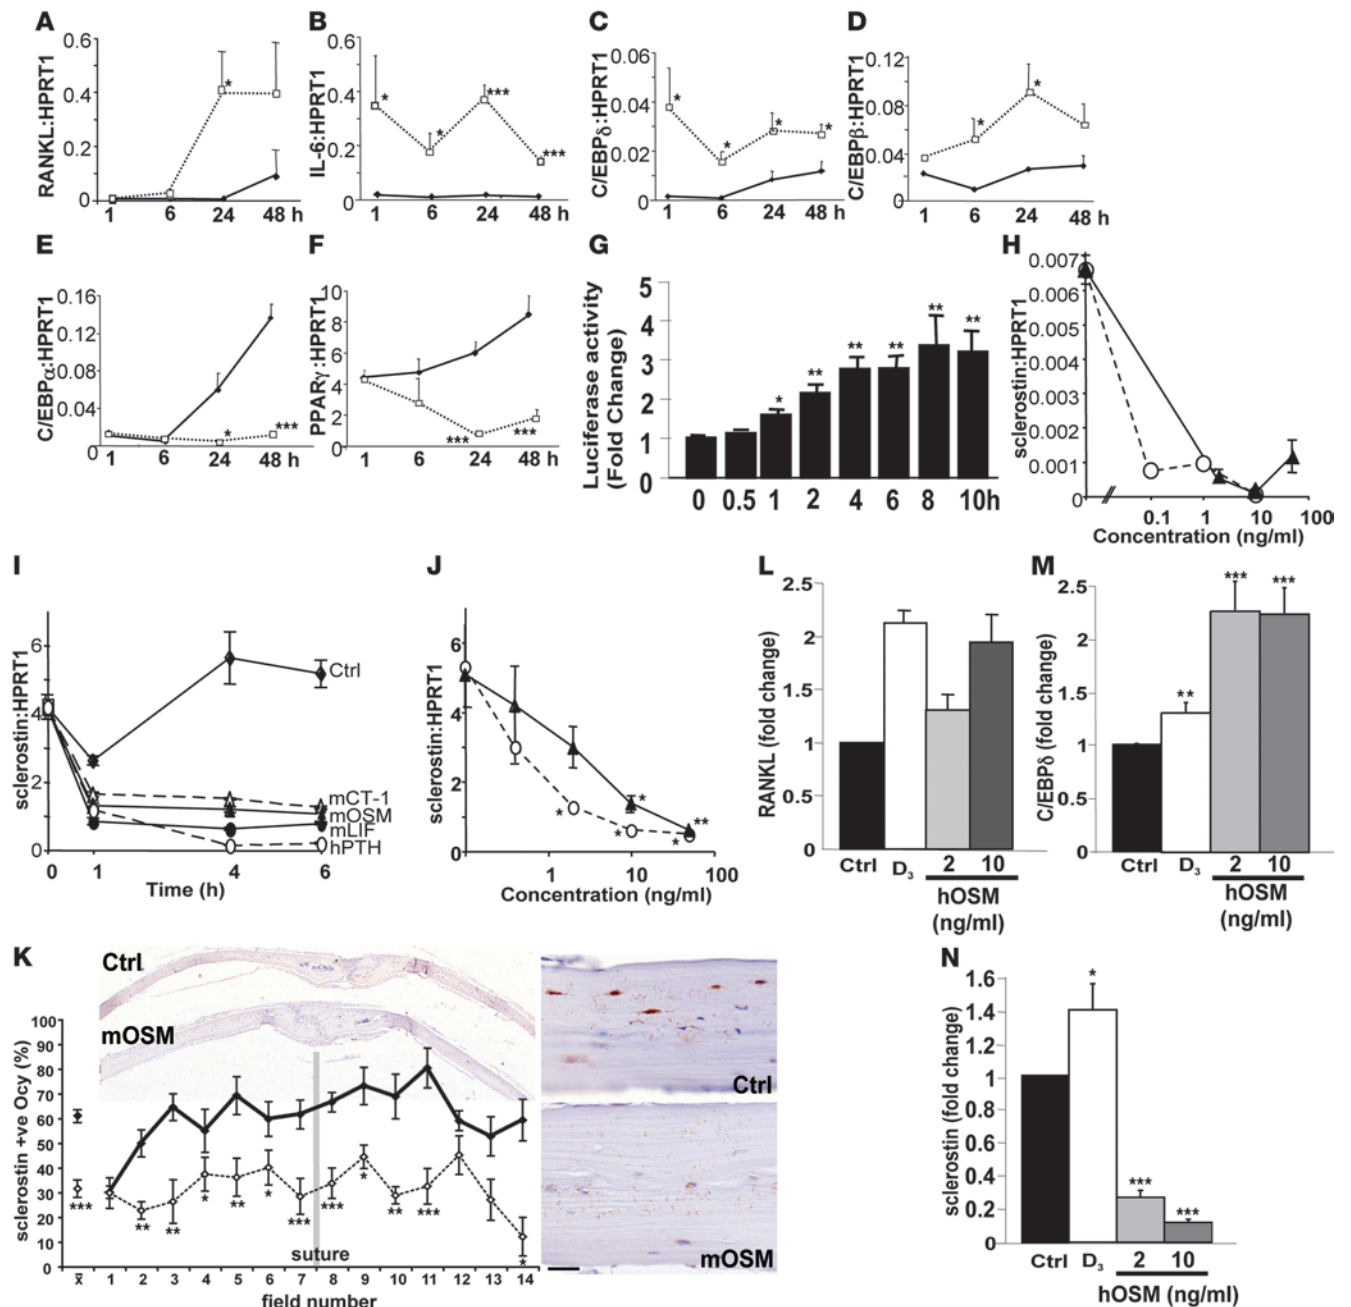 A
RANKL:HPRT1
0.6
0.4
0.2
0
1 6 24 48 h
*
B
IL-6:HPRT1
0.6
0.4
0.2
0
1 6 24 48 h
* * *** ***
C
C/EBPδ:HPRT1
0.06
0.04
0.02
0
1 6 24 48 h
* * * *
D
C/EBPβ:HPRT1
0.12
0.08
0.04
0
1 6 24 48 h
* *
E
C/EBPα:HPRT1
0.16
0.12
0.08
0.04
0
1 6 24 48 h
* ***
F
PPARγ:HPRT1
10
8
6
4
2
0
1 6 24 48 h
*** ***
G
Luciferase activity
(Fold Change)
5
4
3
2
1
0
0 0.5 1 2 4 6 8 10h
* ** ** ** ** **
H
sclerostin:HPRT1
0.007
0.006
0.005
0.004
0.003
0.002
0.001
0
0.1 1 10 100
Concentration (ng/ml)
I
sclerostin:HPRT1
6
4
2
0
0 1 4 6
Time (h)
Ctrl
mCT-1
mOSM
mLIF
hPTH
J
sclerostin:HPRT1
6
4
2
0
1 10 100
Concentration (ng/ml)
* * * * **
L
RANKL (fold change)
2.5
2
1.5
1
0.5
0
Ctrl D3 2 10
hOSM
(ng/ml)
M
C/EBPδ (fold change)
2.5
2
1.5
1
0.5
0
** *** ***
Ctrl D3 2 10
hOSM
(ng/ml)
K
Ctrl
mOSM
sclerostin +ve Ocy (%)
100
90
80
70
60
50
40
30
20
10
0
*** ** ** * ** * *** *** * ** *** *
suture
x̄ 1 2 3 4 5 6 7 8 9 10 11 12 13 14
field number
Ctrl
mOSM
N
sclerostin (fold change)
1.6
1.4
1.2
1
0.8
0.6
0.4
0.2
0
* *** ***
Ctrl D3 2 10
hOSM (ng/ml)